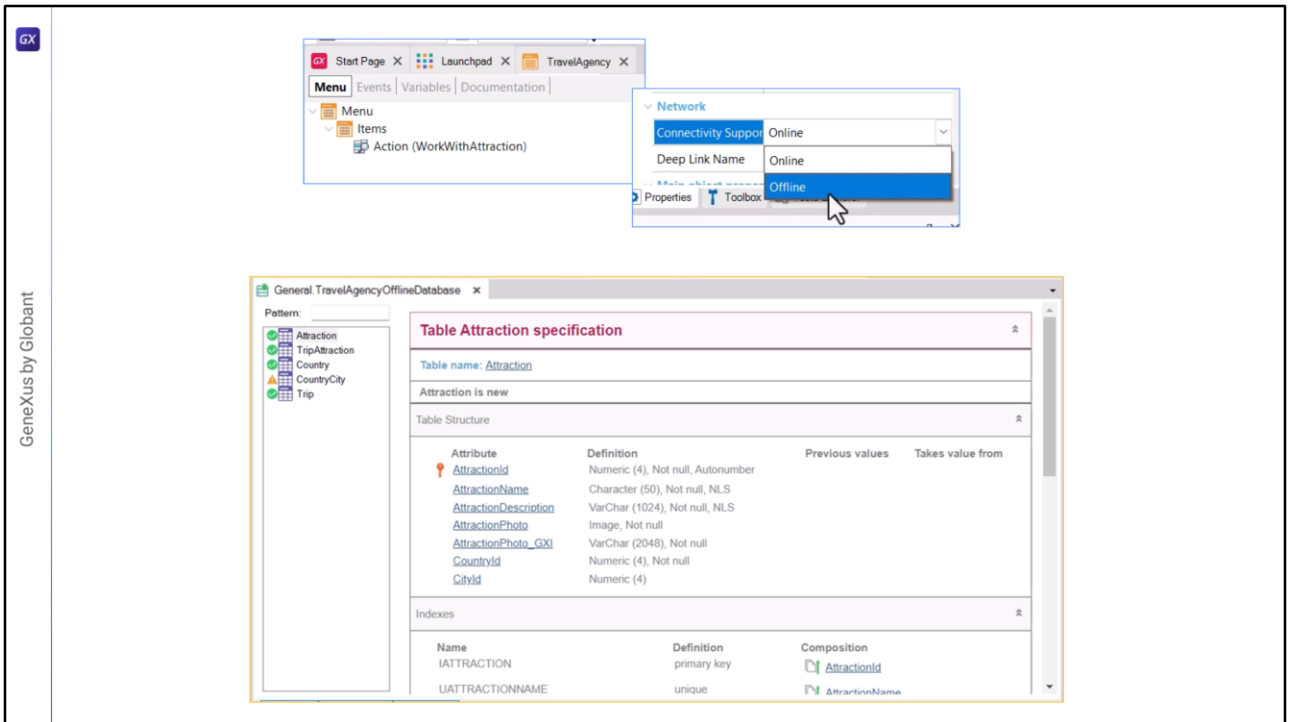 GX
GeneXus by Globant
GX Start Page X Launchpad X TravelAgency X
Menu Events Variables Documentation
Menu
Items
Action (WorkWithAttraction)
Network
Connectivity Suppor Online
Deep Link Name Online
Offline
Properties Toolbox
General.TravelAgencyOfflineDatabase x
Pattern:
Attraction
TripAttraction
Country
CountryCity
Trip
Table Attraction specification
Table name: Attraction
Attraction is new
Table Structure
Attribute Definition Previous values Takes value from
AttractionId Numeric (4), Not null, Autonumber
AttractionName Character (50), Not null, NLS
AttractionDescription VarChar (1024), Not null, NLS
AttractionPhoto Image, Not null
AttractionPhoto_GXI VarChar (2048), Not null
CountryId Numeric (4), Not null
CityId Numeric (4)
Indexes
Name Definition Composition
IATTRACTION primary key AttractionId
UATTRACTIONNAME unique AttractionName